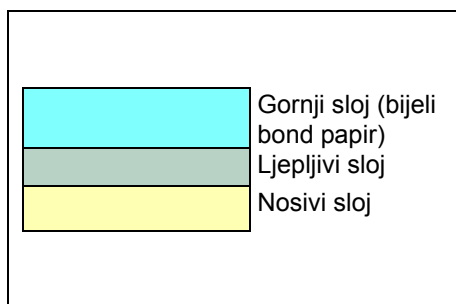 Gornji sloj (bijeli
bond papir)
Ljepljivi sloj
Nosivi sloj